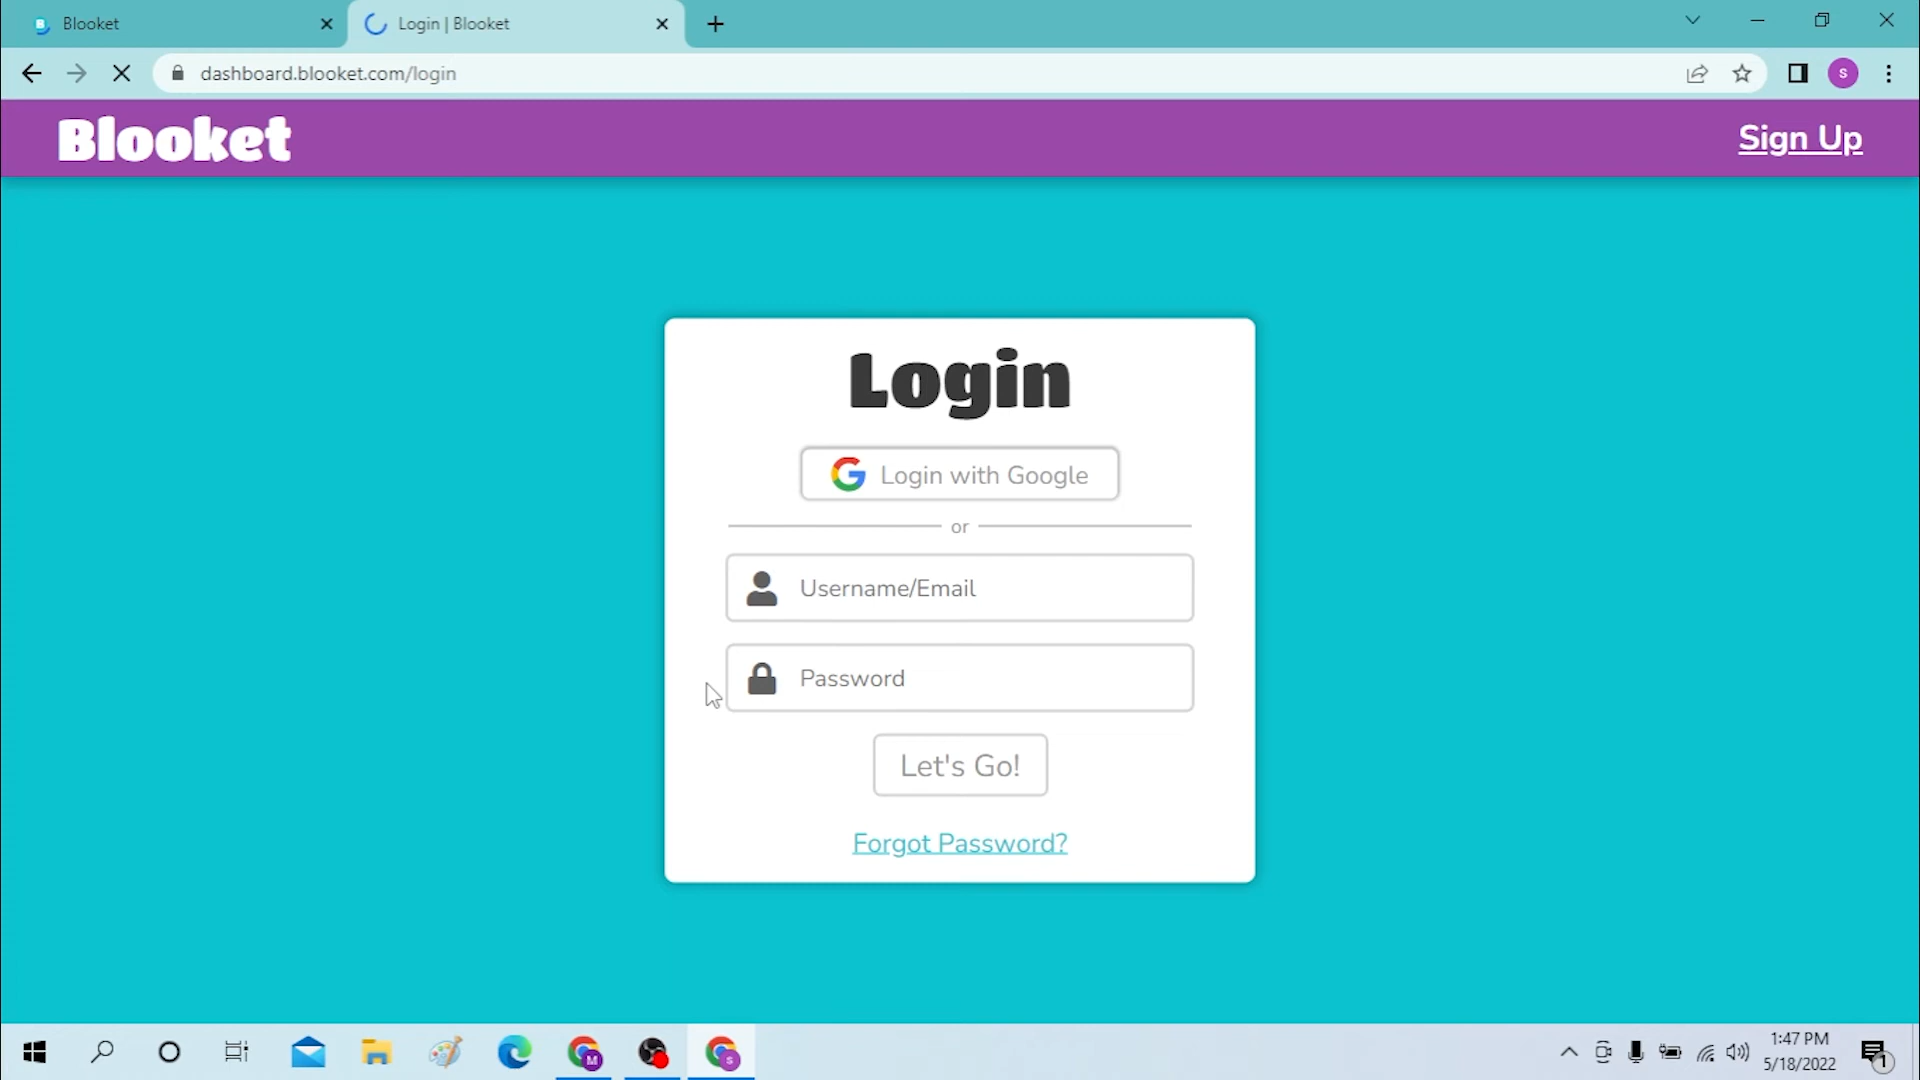 Blooket
Login | Blooket
dashboard.blooket.com/login
S
Blooket
Sign Up
Login
Login with Google
or
Username/Email
Password
Let's Go!
Forgot Password?
M
S
1:47 PM
5/18/2022
1